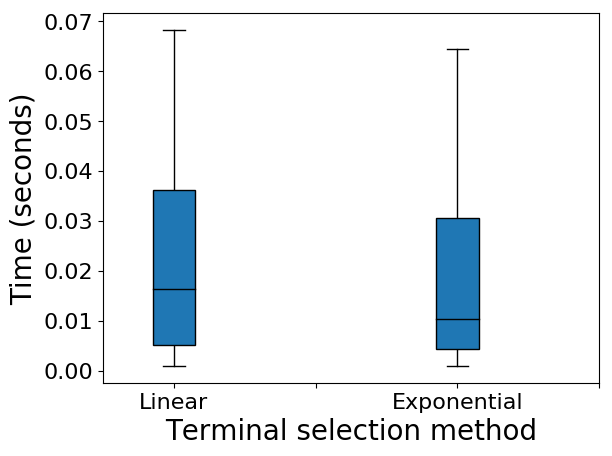 Time (seconds)
0.07
0.06
0.05
0.04
0.03
0.02
0.01
0.00
Linear
Exponential
Terminal selection method